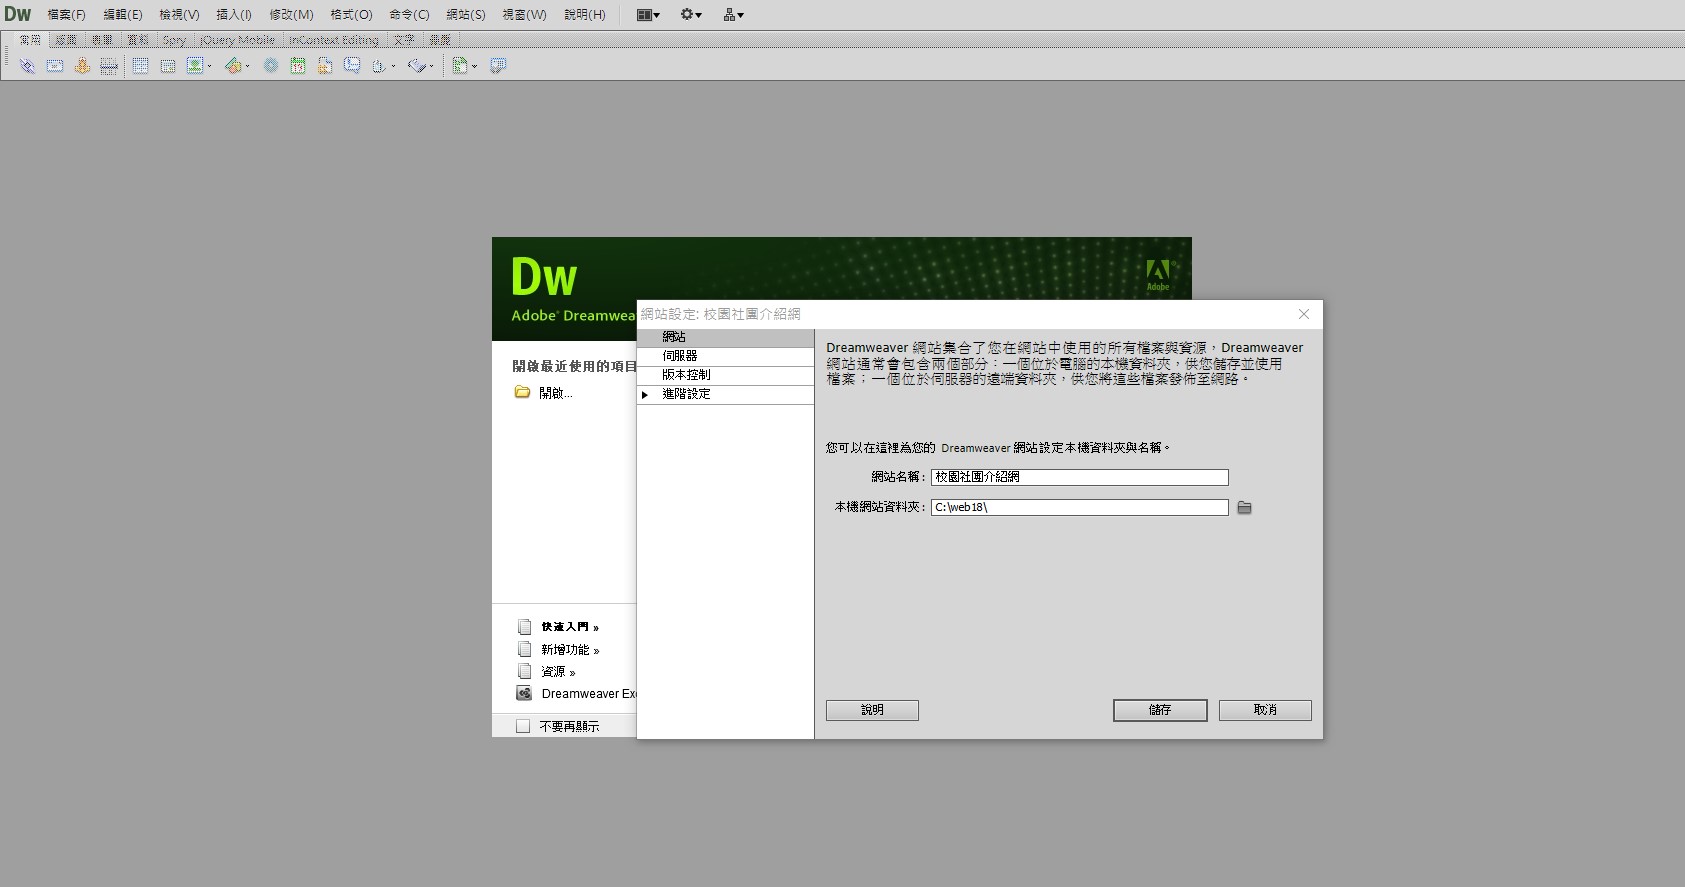 Dw 檔案(F) 編輯(E) 檢視(V) 插入(I) 修改(M) 格式(O) 命令(C) 網站(S) 視窗(W) 說明(H)
常用 版面 表單 資料 Spry jQuery Mobile InContext Editing 文字 最愛
Dw
Adobe
Adobe® Dreamwea
開啟最近使用的項目
開啟...
快速入門 »
新增功能 »
資源 »
Dreamweaver Exc
不要再顯示
網站設定: 校園社團介紹網
網站
伺服器
版本控制
進階設定
Dreamweaver 網站集合了您在網站中使用的所有檔案與資源，Dreamweaver
網站通常會包含兩個部分：一個位於電腦的本機資料夾，供您儲存並使用
檔案；一個位於伺服器的遠端資料夾，供您將這些檔案發佈至網路。
您可以在這裡為您的 Dreamweaver 網站設定本機資料夾與名稱。
網站名稱: 校園社團介紹網
本機網站資料夾: C:\web18\
說明 儲存 取消